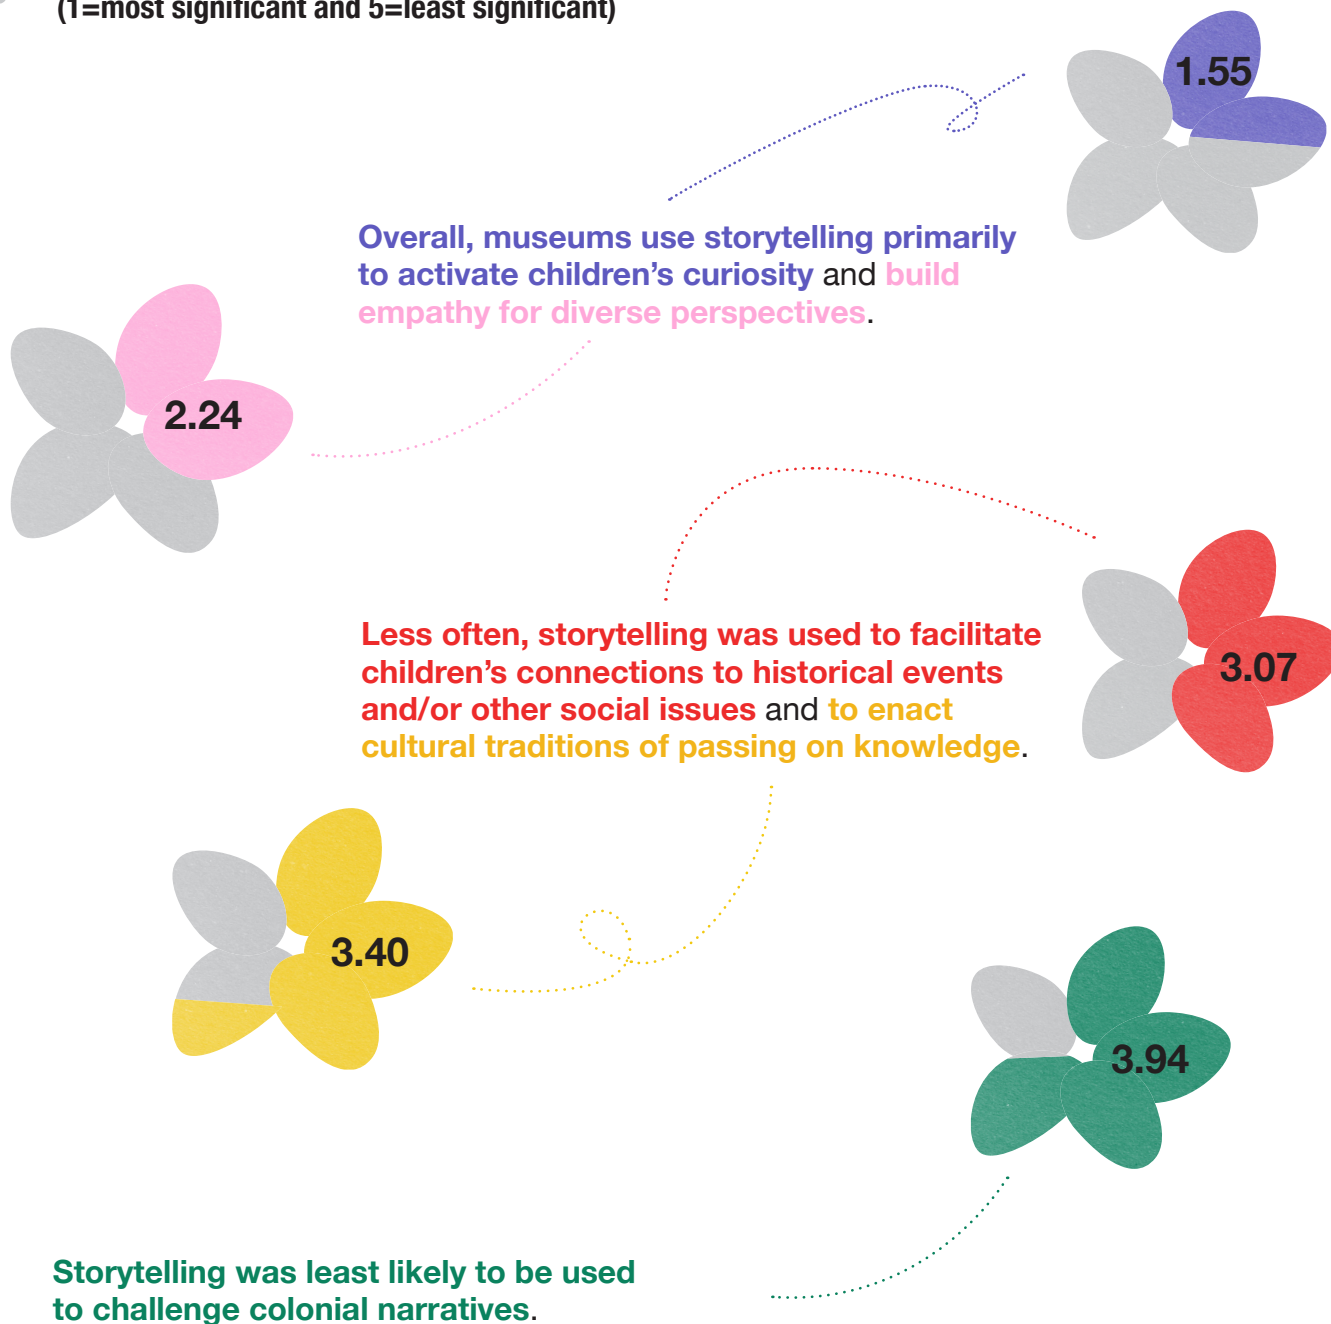 (1=most significant and 5=least significant)
1.55
Overall, museums use storytelling primarily
to activate children’s curiosity and build
empathy for diverse perspectives.
2.24
Less often, storytelling was used to facilitate
children’s connections to historical events
and/or other social issues and to enact
cultural traditions of passing on knowledge.
3.07
3.40
3.94
Storytelling was least likely to be used
to challenge colonial narratives.